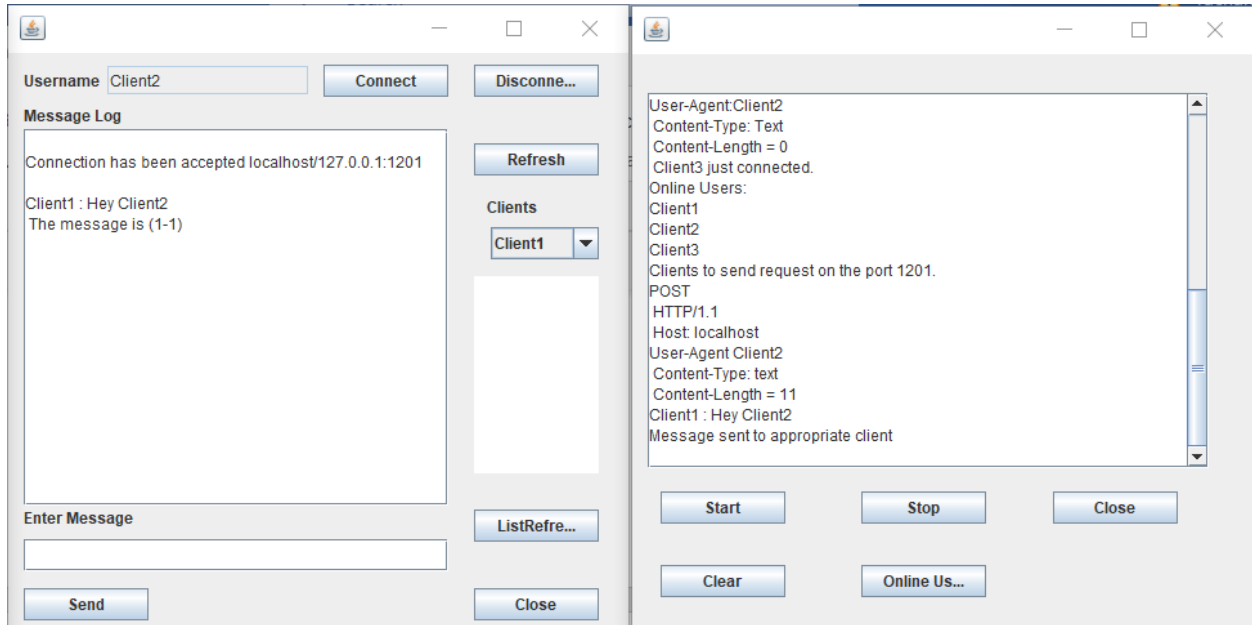 Username Client2 Connect Disconne...
Message Log
Connection has been accepted localhost/127.0.0.1:1201
Client1 : Hey Client2
The message is (1-1)
Refresh
Clients
Client1
Enter Message
ListRefre...
Send Close
User-Agent:Client2
Content-Type: Text
Content-Length = 0
Client3 just connected.
Online Users:
Client1
Client2
Client3
Clients to send request on the port 1201.
POST
HTTP/1.1
Host: localhost
User-Agent Client2
Content-Type: text
Content-Length = 11
Client1 : Hey Client2
Message sent to appropriate client
Start Stop Close
Clear Online Us...